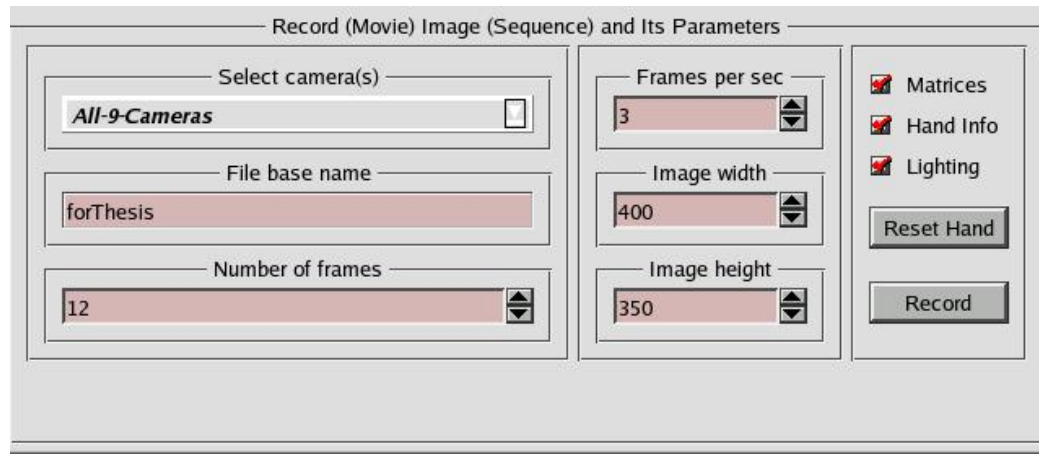 Record (Movie) Image (Sequence) and Its Parameters
Select camera(s)
All-9-Cameras
File base name
forThesis
Number of frames
12
Frames per sec
3
Image width
400
Image height
350
Matrices
Hand Info
Lighting
Reset Hand
Record